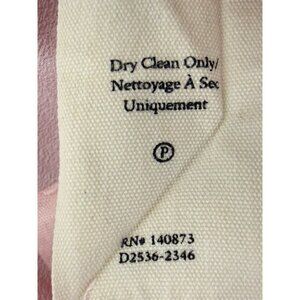 Dry Clean Only/
Nettoyage À Sec
Uniquement
P
RN# 140873
D2536-2346